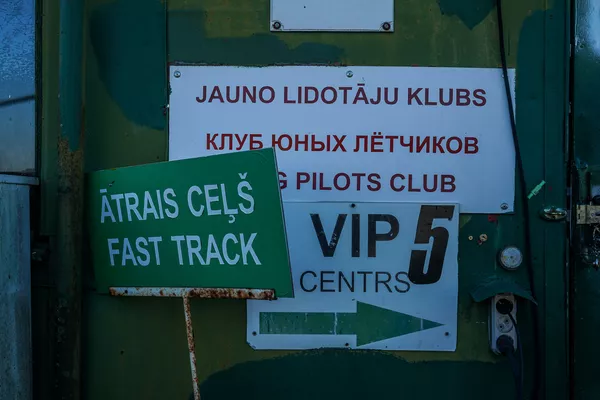 JAUNO LIDOTĀJU KLUBS
КЛУБ ЮНЫХ ЛЁТЧИКОВ
PILOTS CLUB
ĀTRAIS CEĻŠ
FAST TRACK
VIP 5
CENTRS